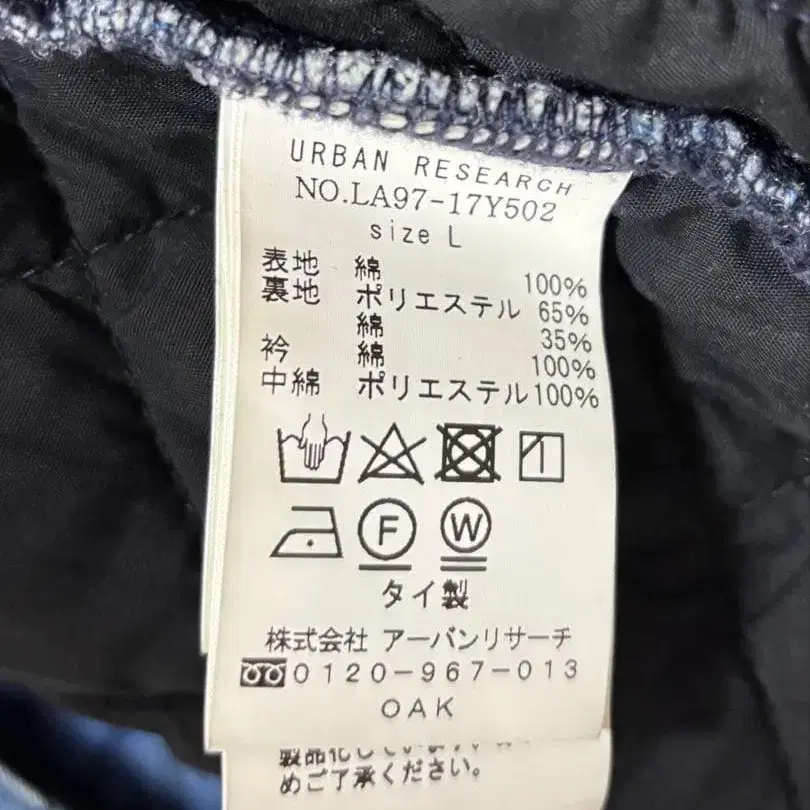 URBAN RESEARCH
NO.LA97-17Y502
size L
表地 綿 100%
裏地 ポリエステル 65%
綿 35%
衿 綿 100%
中綿 ポリエステル100%
F W
タイ製
株式会社 アーバンリサーチ
0120-967-013
OAK
めご了承ください。